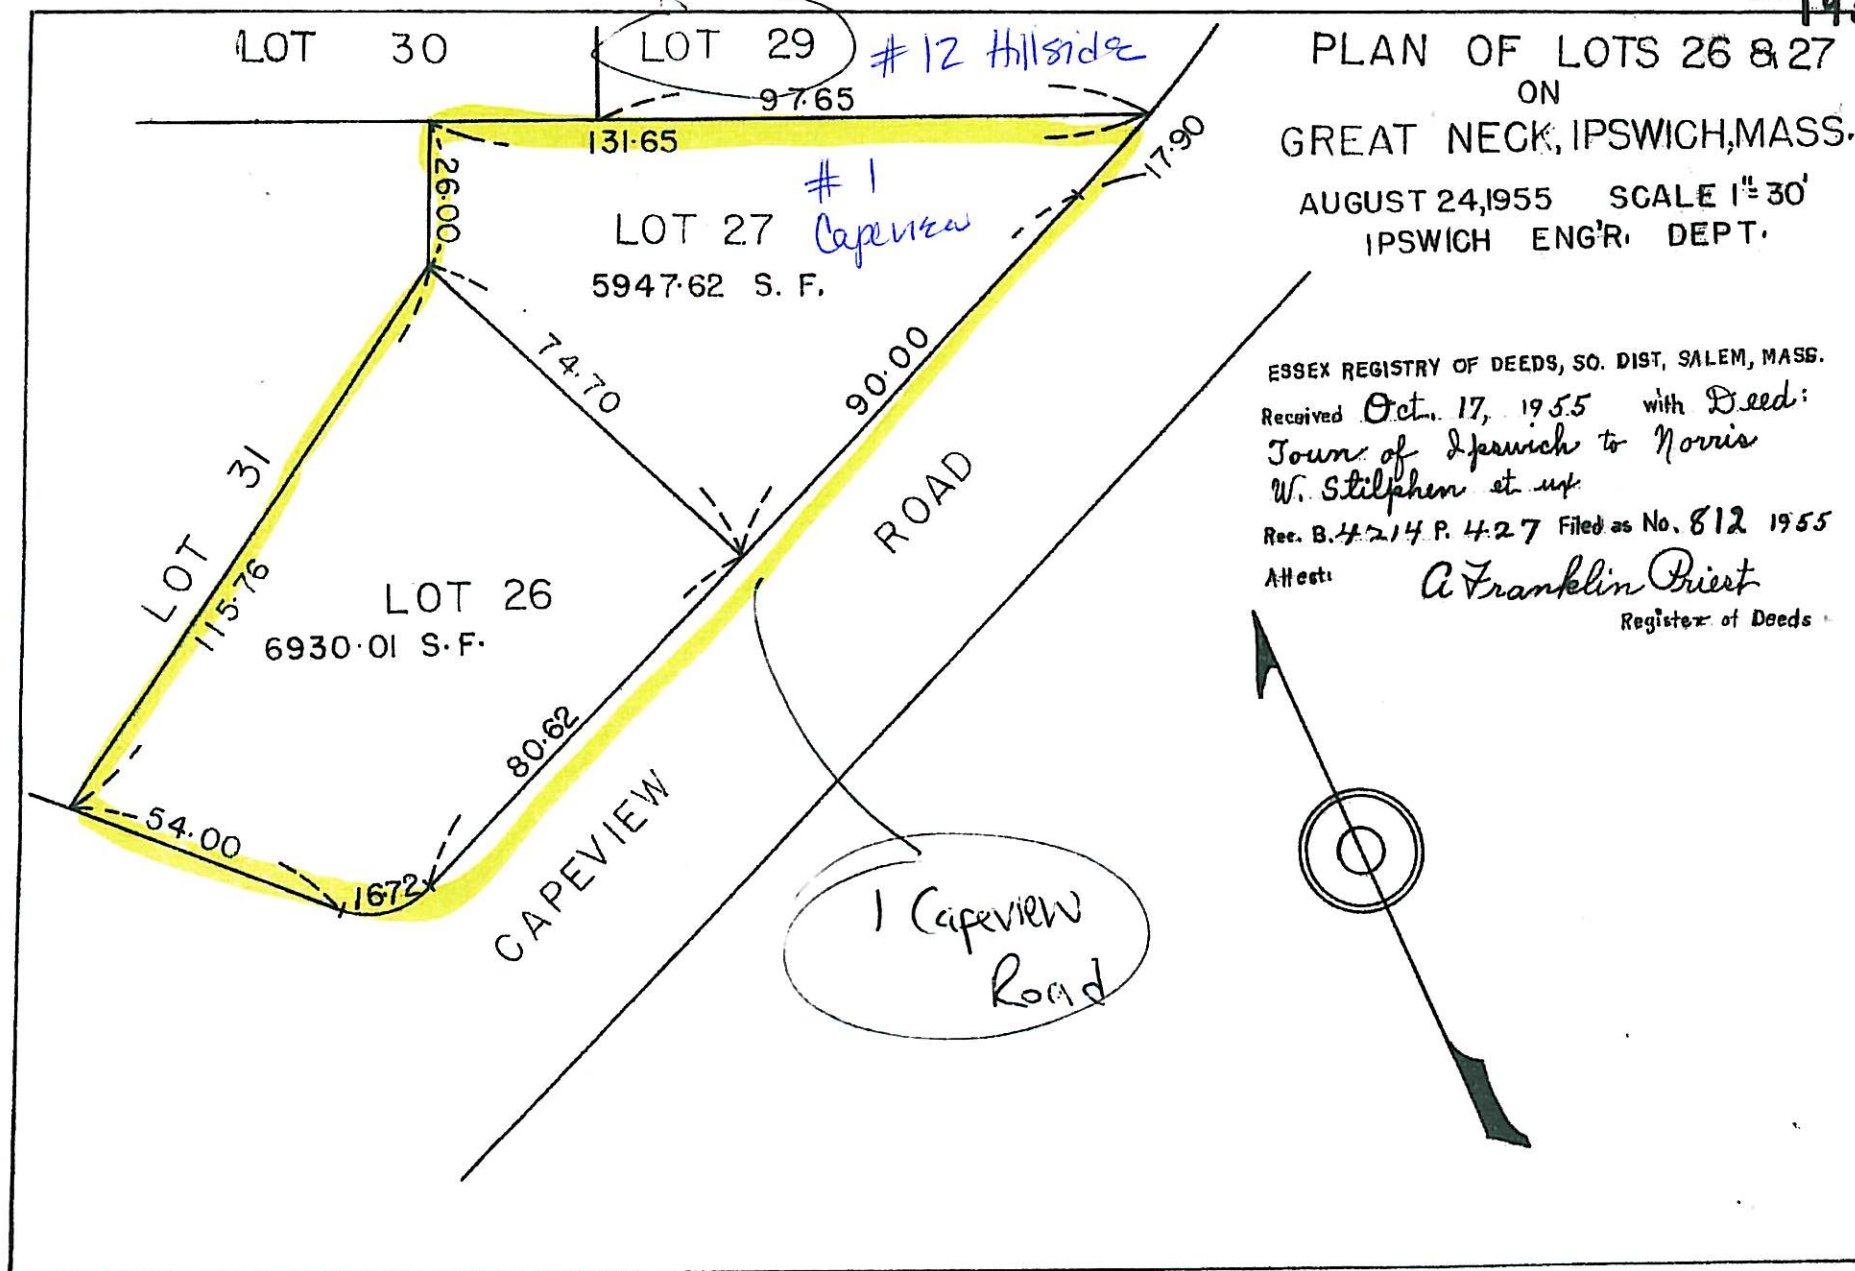 LOT 30
LOT 29
# 12 Hillside
97.65
131.65
17.90
26.00
# 1
Capeview
LOT 27
5947.62 S. F.
74.70
90.00
LOT 31
115.76
LOT 26
6930.01 S.F.
80.62
54.00
16.72
CAPEVIEW ROAD
1 Capeview
Road
PLAN OF LOTS 26 & 27
ON
GREAT NECK, IPSWICH, MASS.
AUGUST 24, 1955 SCALE 1"=30'
IPSWICH ENG'R. DEPT.
ESSEX REGISTRY OF DEEDS, SO. DIST, SALEM, MASS.
Received Oct. 17, 1955 with Deed:
Town of Ipswich to Norris
W. Stilphen et ux
Rec. B. 4214 P. 427 Filed as No. 812 1955
Attest: A Franklin Priest
Register of Deeds